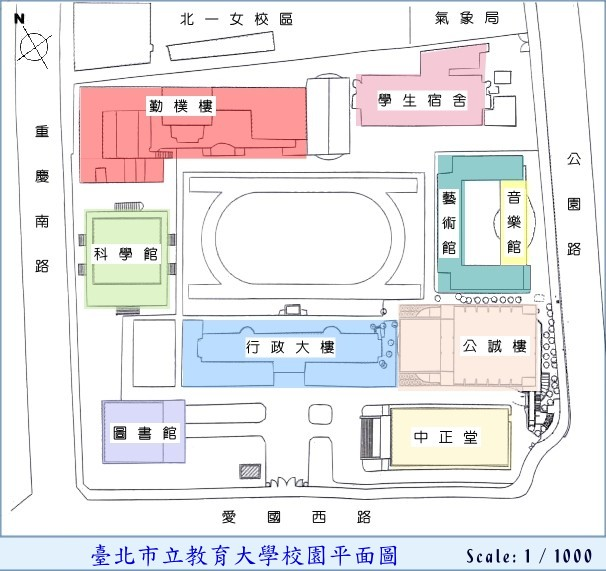 N
北一女校區
氣象局
勤樸樓
學生宿舍
重慶南路
公園路
藝術館
音樂館
科學館
行政大樓
公誠樓
圖書館
中正堂
愛國西路
臺北市立教育大學校園平面圖
Scale: 1 / 1000